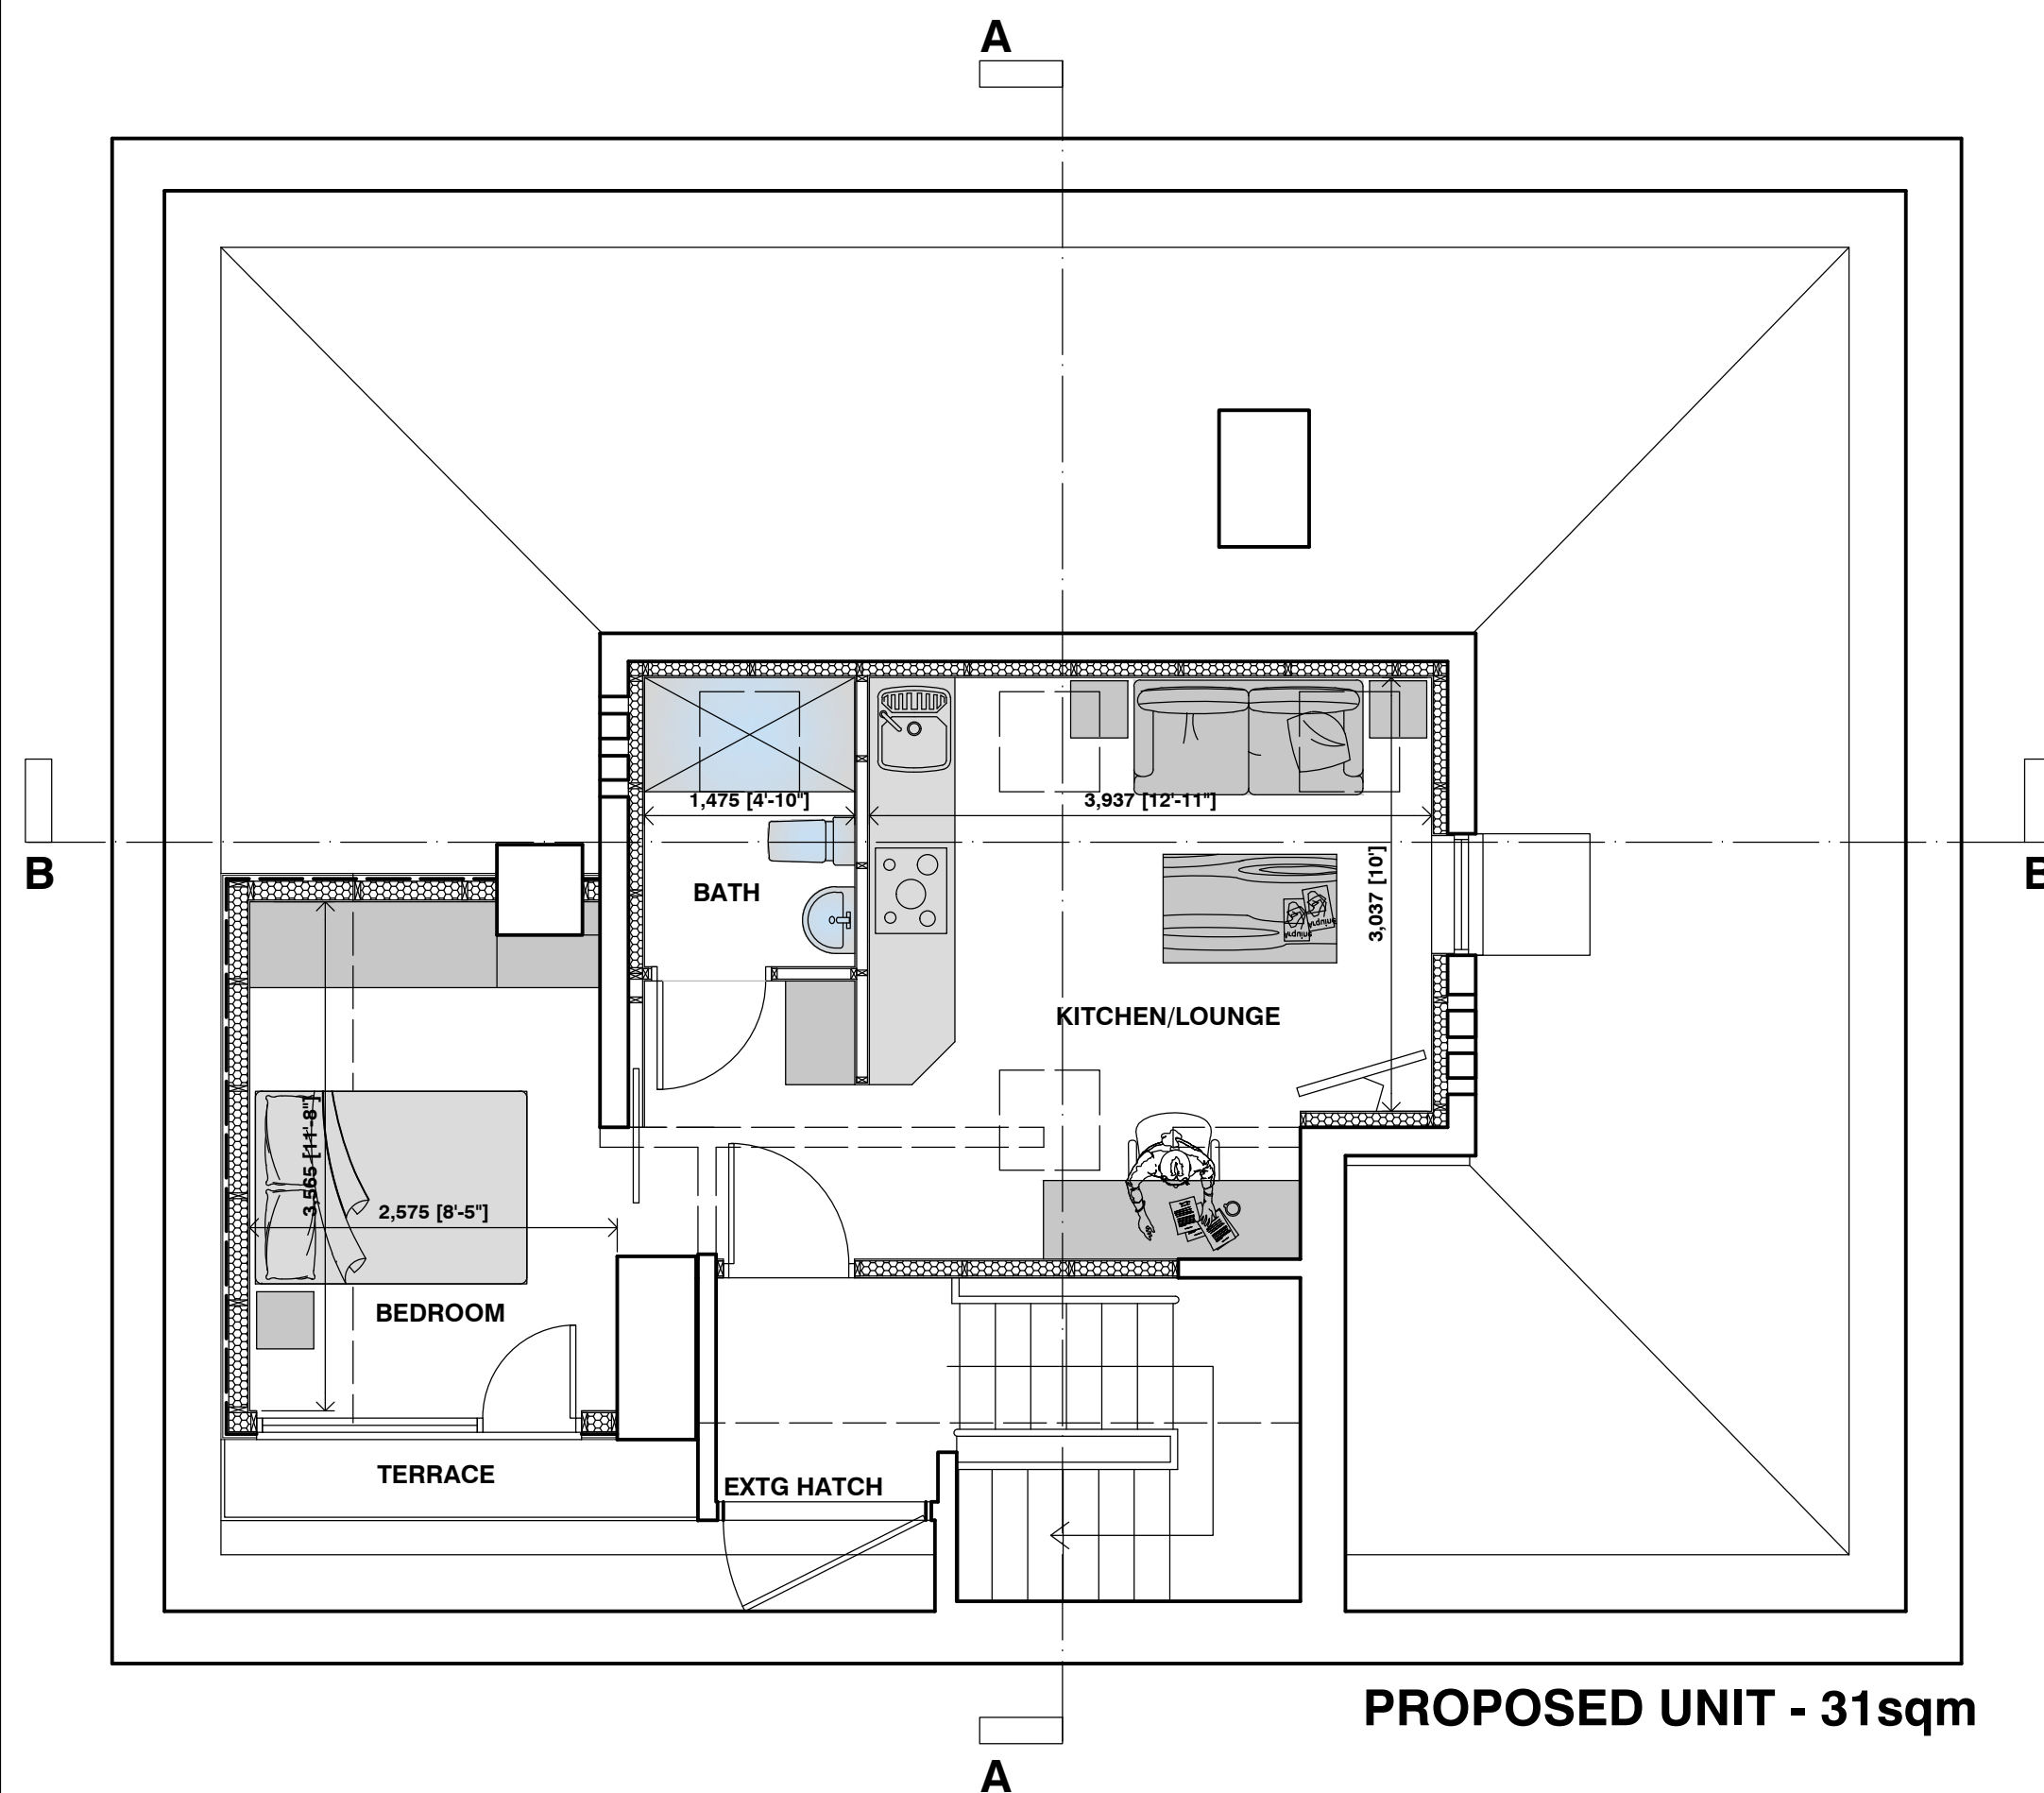 A
1,475 [4'-10"]
3,937 [12'-11"]
3,037 [10']
B
B
BATH
KITCHEN/LOUNGE
3,565 [11'-8"]
2,575 [8'-5"]
BEDROOM
TERRACE
EXTG HATCH
PROPOSED UNIT - 31sqm
A